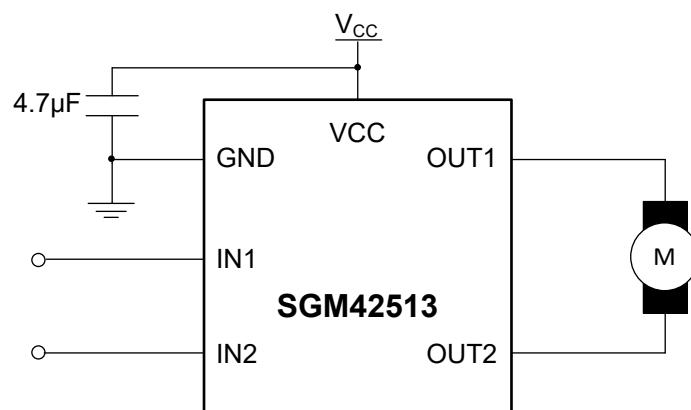 VCC
4.7µF
VCC
GND
OUT1
IN1
M
SGM42513
IN2
OUT2